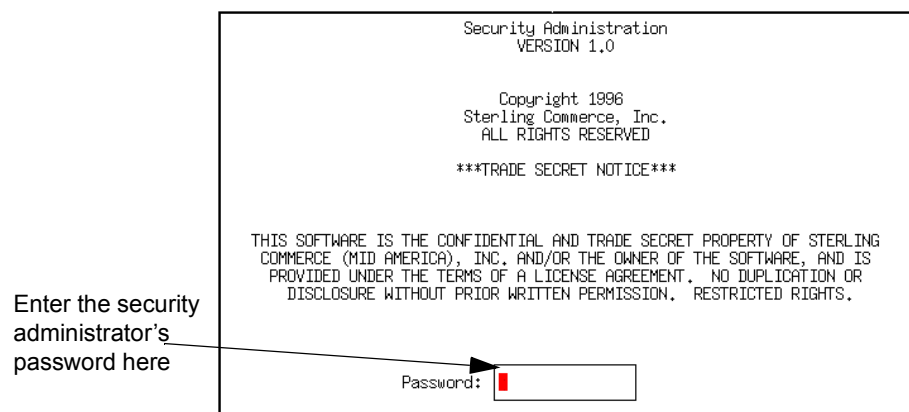 Security Administration
VERSION 1.0
Copyright 1996
Sterling Commerce, Inc.
ALL RIGHTS RESERVED
***TRADE SECRET NOTICE***
THIS SOFTWARE IS THE CONFIDENTIAL AND TRADE SECRET PROPERTY OF STERLING
COMMERCE (MID AMERICA), INC. AND/OR THE OWNER OF THE SOFTWARE, AND IS
PROVIDED UNDER THE TERMS OF A LICENSE AGREEMENT. NO DUPLICATION OR
DISCLOSURE WITHOUT PRIOR WRITTEN PERMISSION. RESTRICTED RIGHTS.
Enter the security
administrator’s
password here
Password: